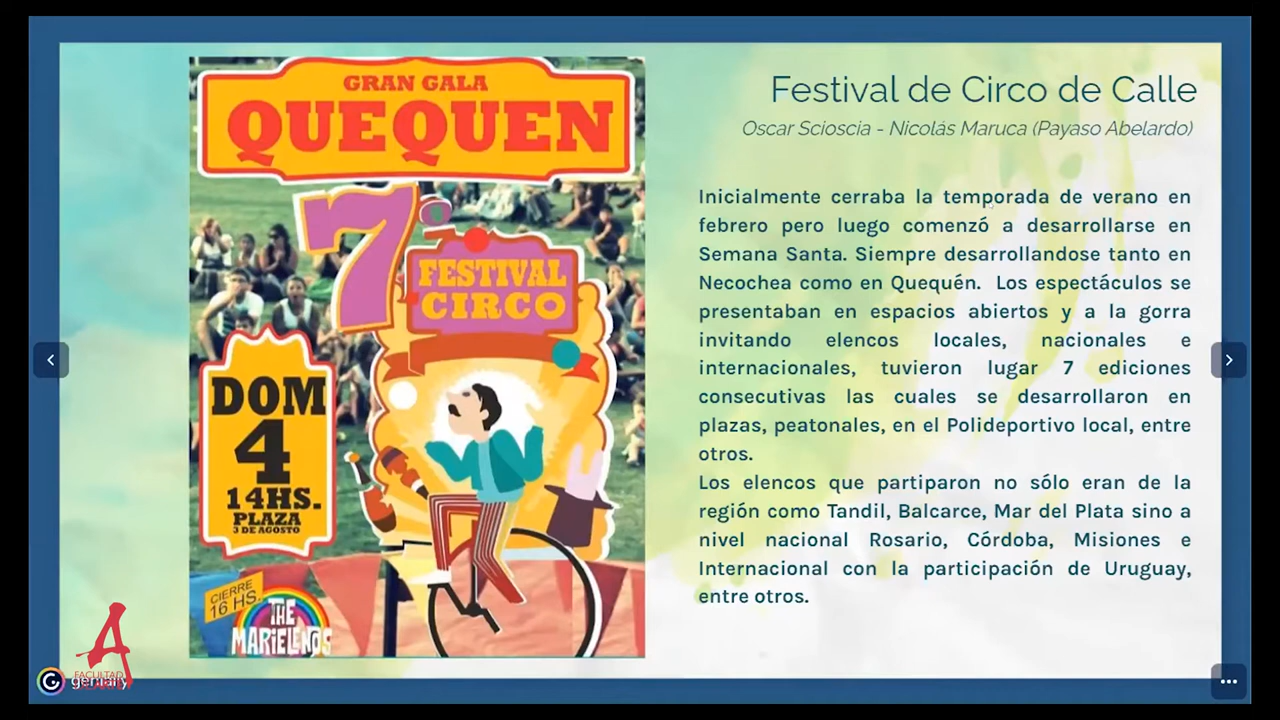 GRAN GALA
QUEQUEN
7º
FESTIVAL
CIRCO
DOM
4
14HS.
PLAZA
3 DE AGOSTO
CIERRE
16 HS.
THE
MARIELENOS
Festival de Circo de Calle
Oscar Scioscia - Nicolás Maruca (Payaso Abelardo)
Inicialmente cerraba la temporada de verano en
febrero pero luego comenzó a desarrollarse en
Semana Santa. Siempre desarrollandose tanto en
Necochea como en Quequén. Los espectáculos se
presentaban en espacios abiertos y a la gorra
invitando elencos locales, nacionales e
internacionales, tuvieron lugar 7 ediciones
consecutivas las cuales se desarrollaron en
plazas, peatonales, en el Polideportivo local, entre
otros.
Los elencos que partiparon no sólo eran de la
región como Tandil, Balcarce, Mar del Plata sino a
nivel nacional Rosario, Córdoba, Misiones e
Internacional con la participación de Uruguay,
entre otros.
A
FACULTAD
genially